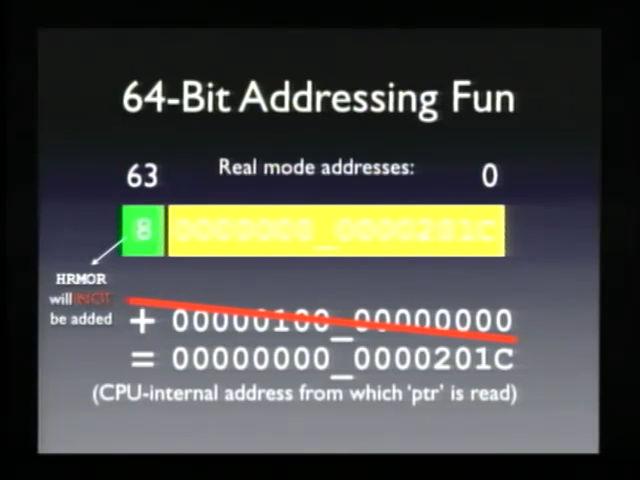 64-Bit Addressing Fun
63 Real mode addresses: 0
8 0000000_0000201C
HRMOR
will NOT
be added
+ 00000100_00000000
= 00000000_0000201C
(CPU-internal address from which 'ptr' is read)